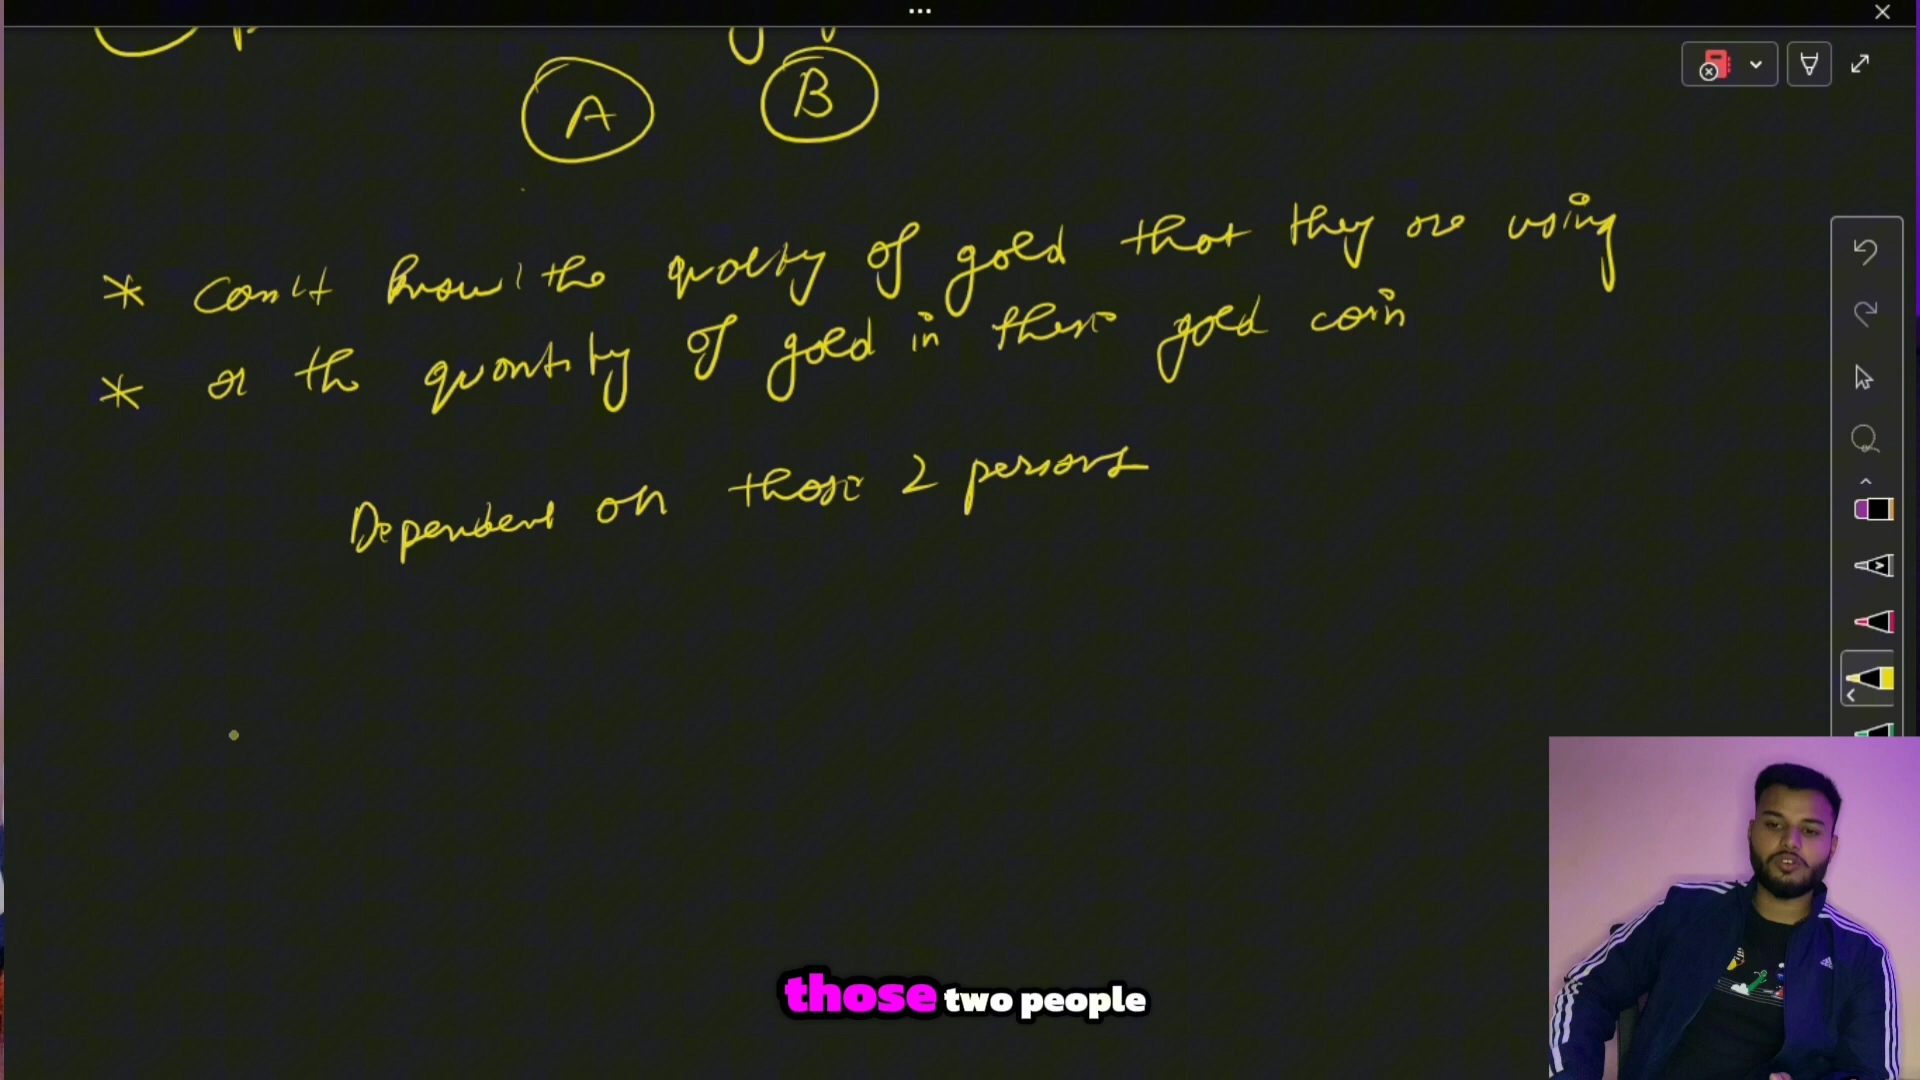 A B
* Can't know the quality of gold that they are using
* or the quantity of gold in their gold coin
Dependent on those 2 persons
those two people